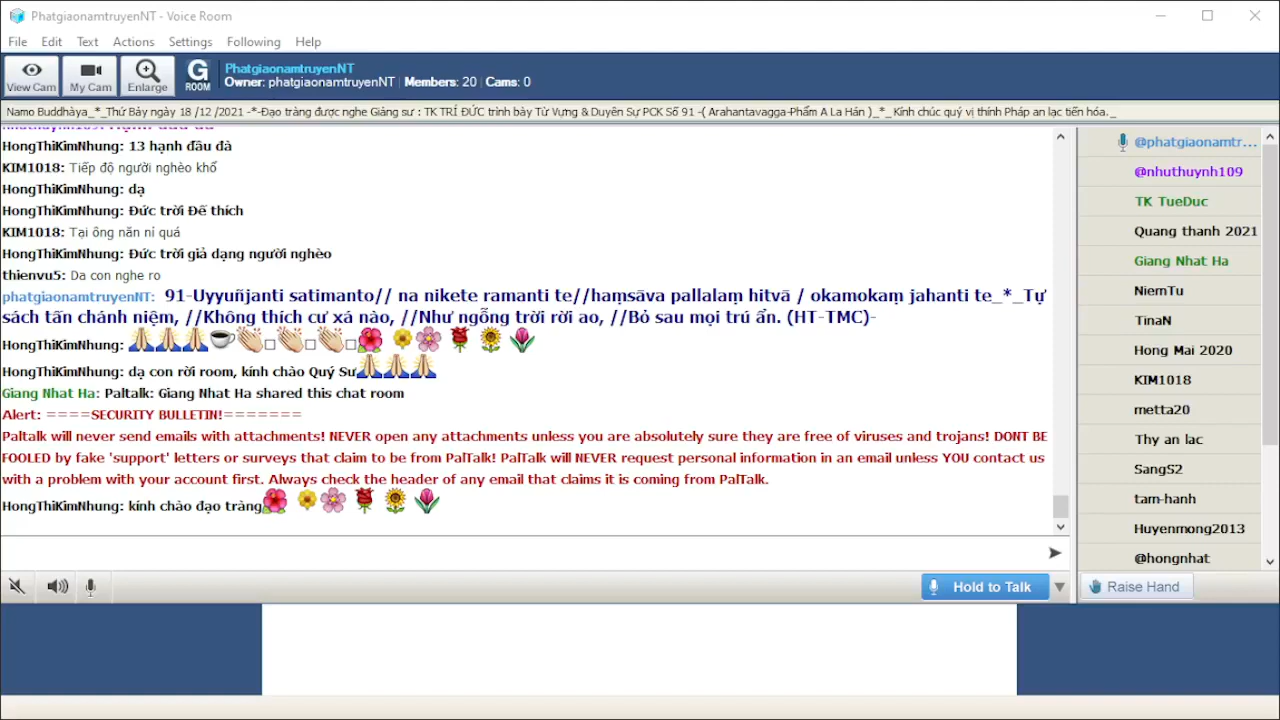 PhatgiaonamtruyenNT - Voice Room
File Edit Text Actions Settings Following Help
View Cam My Cam Enlarge G ROOM
PhatgiaonamtruyenNT
Owner: phatgiaonamtruyenNT | Members: 20 | Cams: 0
Namo Buddhàya_*_Thứ Bảy ngày 18 /12 /2021 -*-Đạo tràng được nghe Giảng sư : TK TRÍ ĐỨC trình bày Từ Vựng & Duyên Sự PCK Số 91 -( Arahantavagga-Phẩm A La Hán )_*_ Kính chúc quý vị thính Pháp an lạc tiến hóa._
HongThiKimNhung: 13 hạnh đầu đà
KIM1018: Tiếp độ người nghèo khổ
HongThiKimNhung: dạ
HongThiKimNhung: Đức trời Đế thích
KIM1018: Tại ông năn nỉ quá
HongThiKimNhung: Đức trời giả dạng người nghèo
thienvu5: Da con nghe ro
phatgiaonamtruyenNT: 91-Uyyuñjanti satimanto// na nikete ramanti te//haṃsāva pallalaṃ hitvā / okamokaṃ jahanti te_*_Tự
sách tấn chánh niệm, //Không thích cư xá nào, //Như ngỗng trời rời ao, //Bỏ sau mọi trú ẩn. (HT-TMC)-
HongThiKimNhung:
HongThiKimNhung: dạ con rời room, kính chào Quý Sư
Giang Nhat Ha: Paltalk: Giang Nhat Ha shared this chat room
Alert: ====SECURITY BULLETIN!=======
Paltalk will never send emails with attachments! NEVER open any attachments unless you are absolutely sure they are free of viruses and trojans! DONT BE
FOOLED by fake 'support' letters or surveys that claim to be from PalTalk! PalTalk will NEVER request personal information in an email unless YOU contact us
with a problem with your account first. Always check the header of any email that claims it is coming from PalTalk.
HongThiKimNhung: kính chào đạo tràng
Hold to Talk
@phatgiaonamtr...
@nhuthuynh109
TK TueDuc
Quang thanh 2021
Giang Nhat Ha
NiemTu
TinaN
Hong Mai 2020
KIM1018
metta20
Thy an lac
SangS2
tam-hanh
Huyenmong2013
@hongnhat
Raise Hand